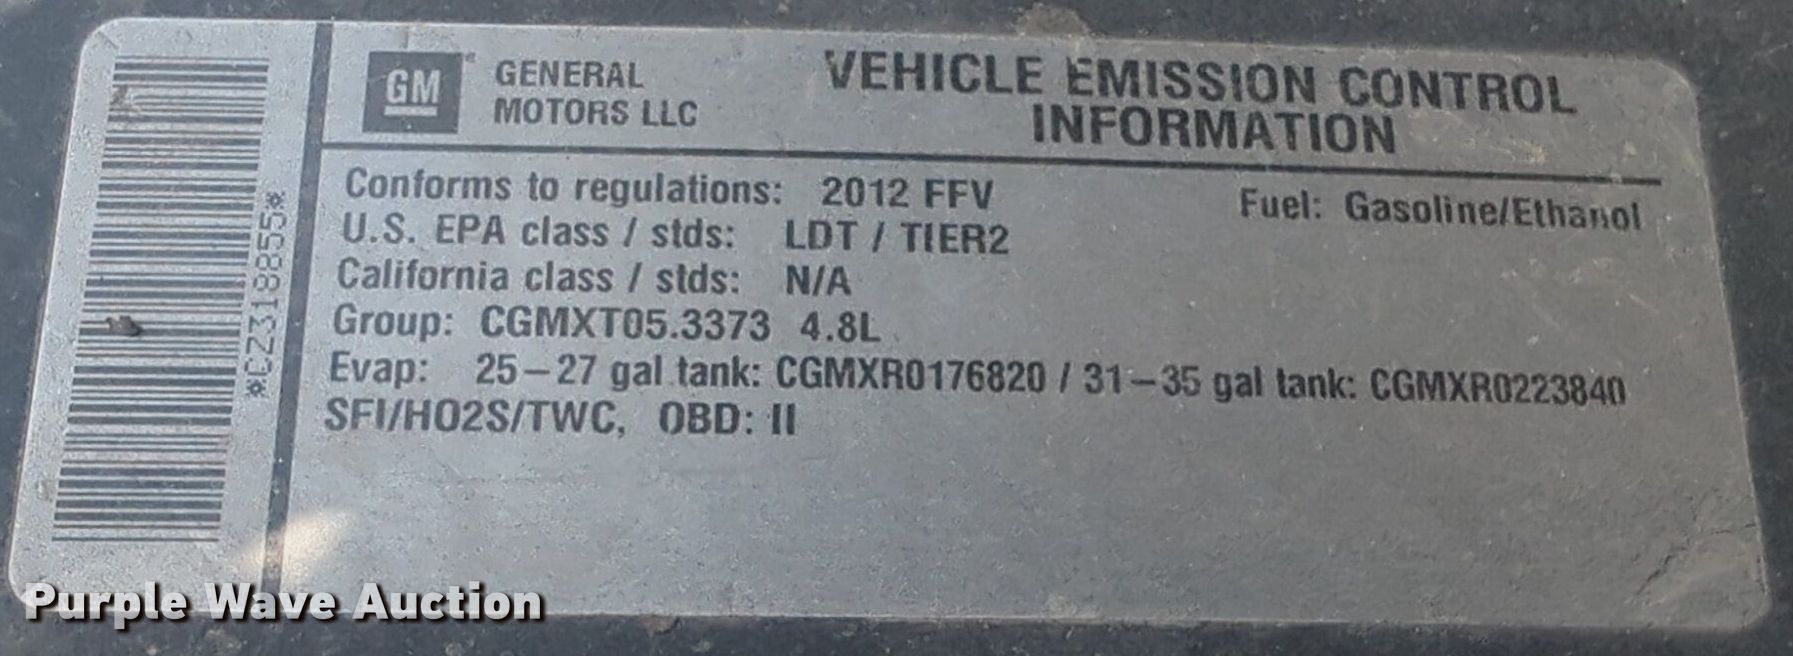 *CZ318855*
GM
GENERAL
MOTORS LLC
VEHICLE EMISSION CONTROL
INFORMATION
Conforms to regulations: 2012 FFV
Fuel: Gasoline/Ethanol
U.S. EPA class / stds: LDT / TIER2
California class / stds: N/A
Group: CGMXT05.3373 4.8L
Evap: 25-27 gal tank: CGMXR0176820 / 31-35 gal tank: CGMXR0223840
SFI/HO2S/TWC, OBD: II
Purple Wave Auction